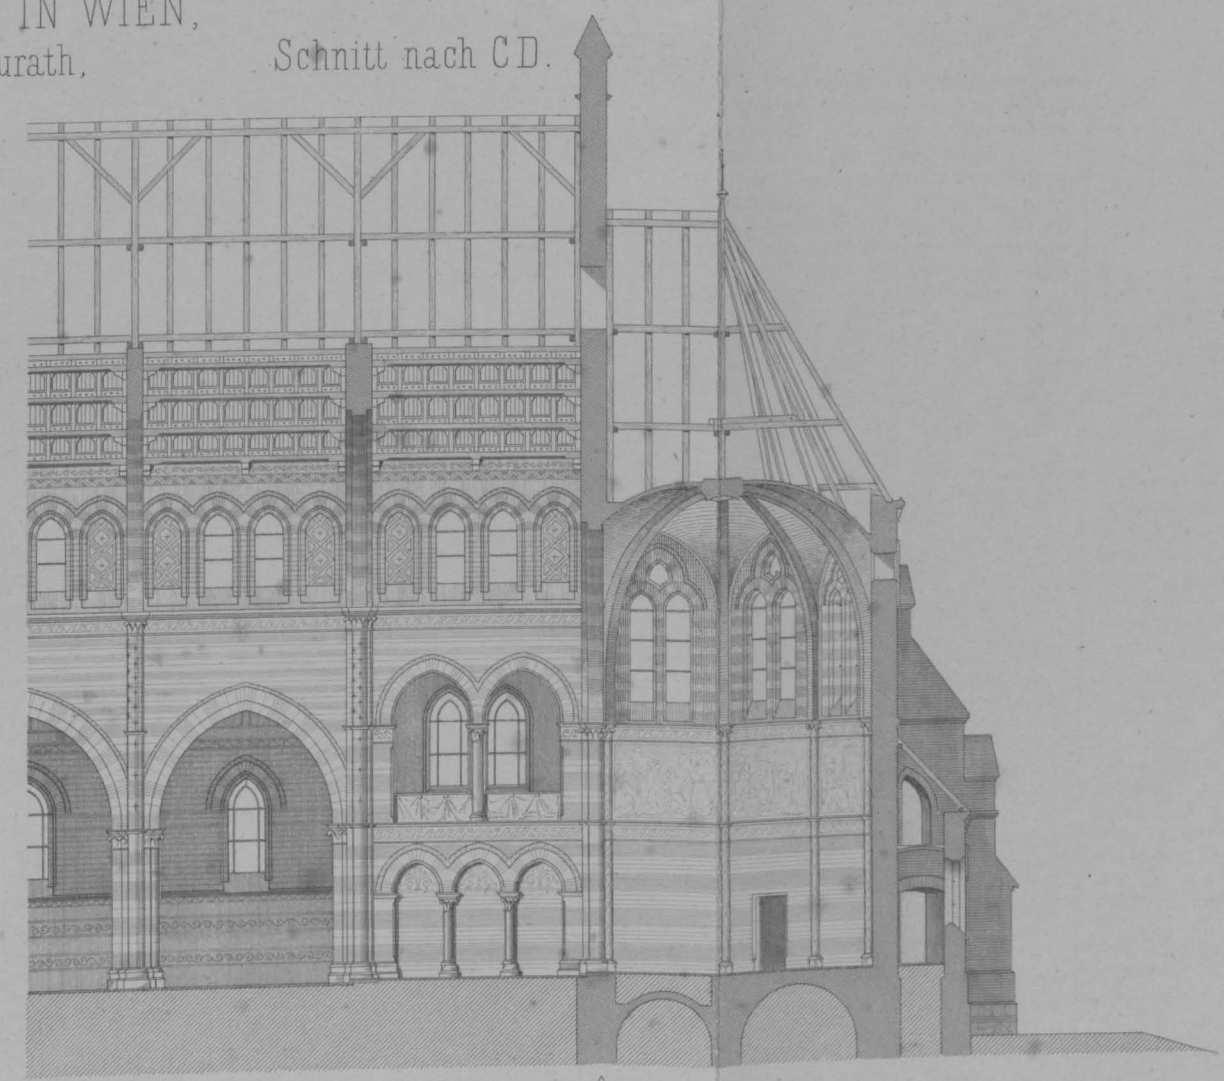 IN WIEN,
urath,
Schnitt nach CD.